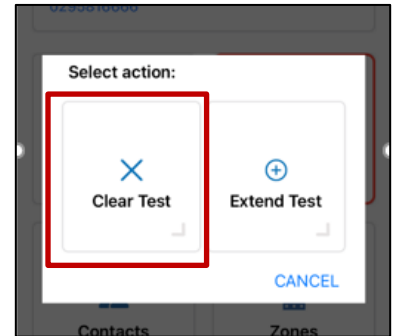 Select action:
Clear Test
Extend Test
CANCEL
Contacts
Zones